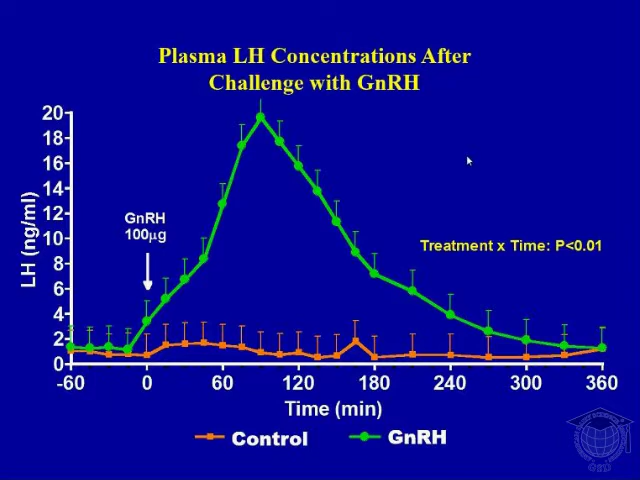 Plasma LH Concentrations After
Challenge with GnRH
20
18
16
14
12
10
8
6
4
2
0
LH (ng/ml)
GnRH
100µg
Treatment x Time: P<0.01
-60 0 60 120 180 240 300 360
Time (min)
Control GnRH